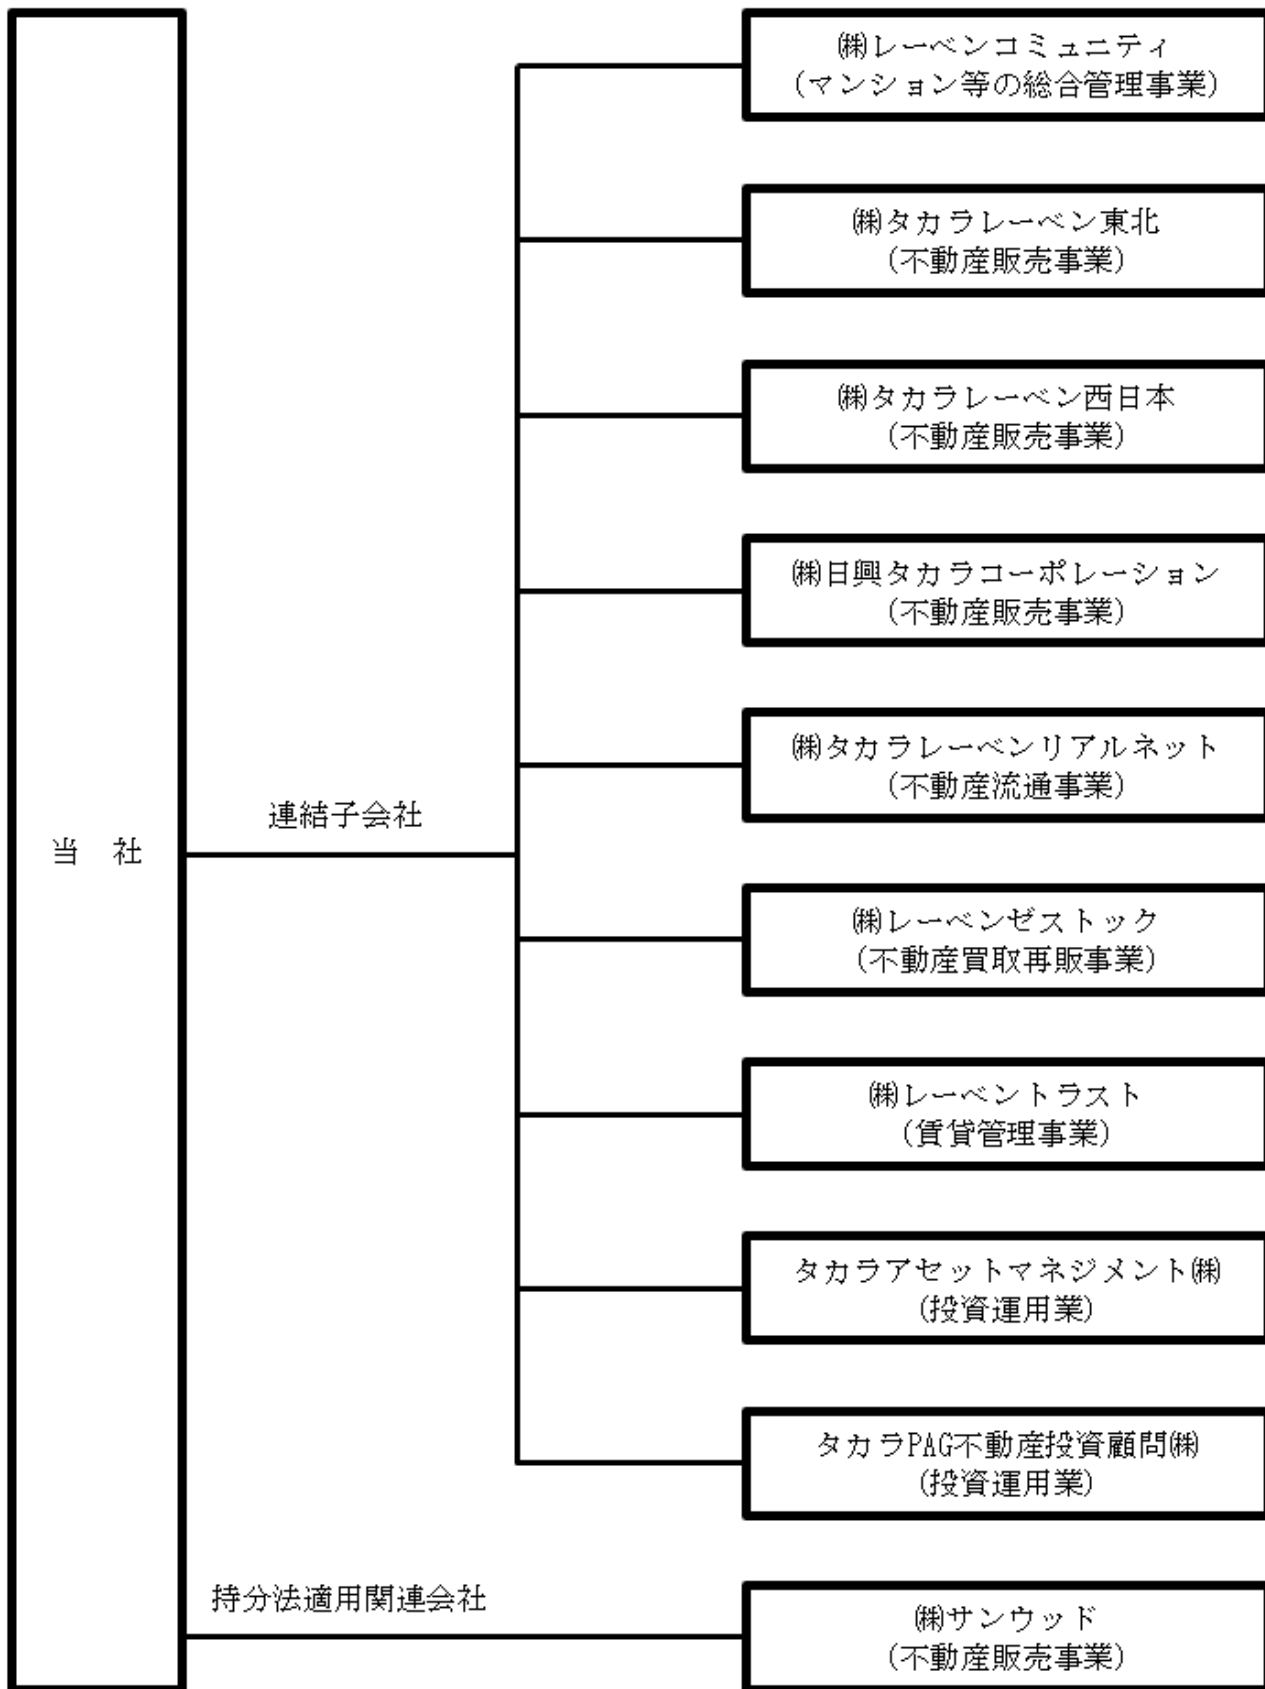 ㈱レーベンコミュニティ
(マンション等の総合管理事業)
㈱タカラレーベン東北
(不動産販売事業)
㈱タカラレーベン西日本
(不動産販売事業)
㈱日興タカラコーポレーション
(不動産販売事業)
㈱タカラレーベンリアルネット
(不動産流通事業)
連結子会社
当　社
㈱レーベンゼストック
(不動産買取再販事業)
㈱レーベントラスト
(賃貸管理事業)
タカラアセットマネジメント㈱
(投資運用業)
タカラPAG不動産投資顧問㈱
(投資運用業)
持分法適用関連会社
㈱サンウッド
(不動産販売事業)